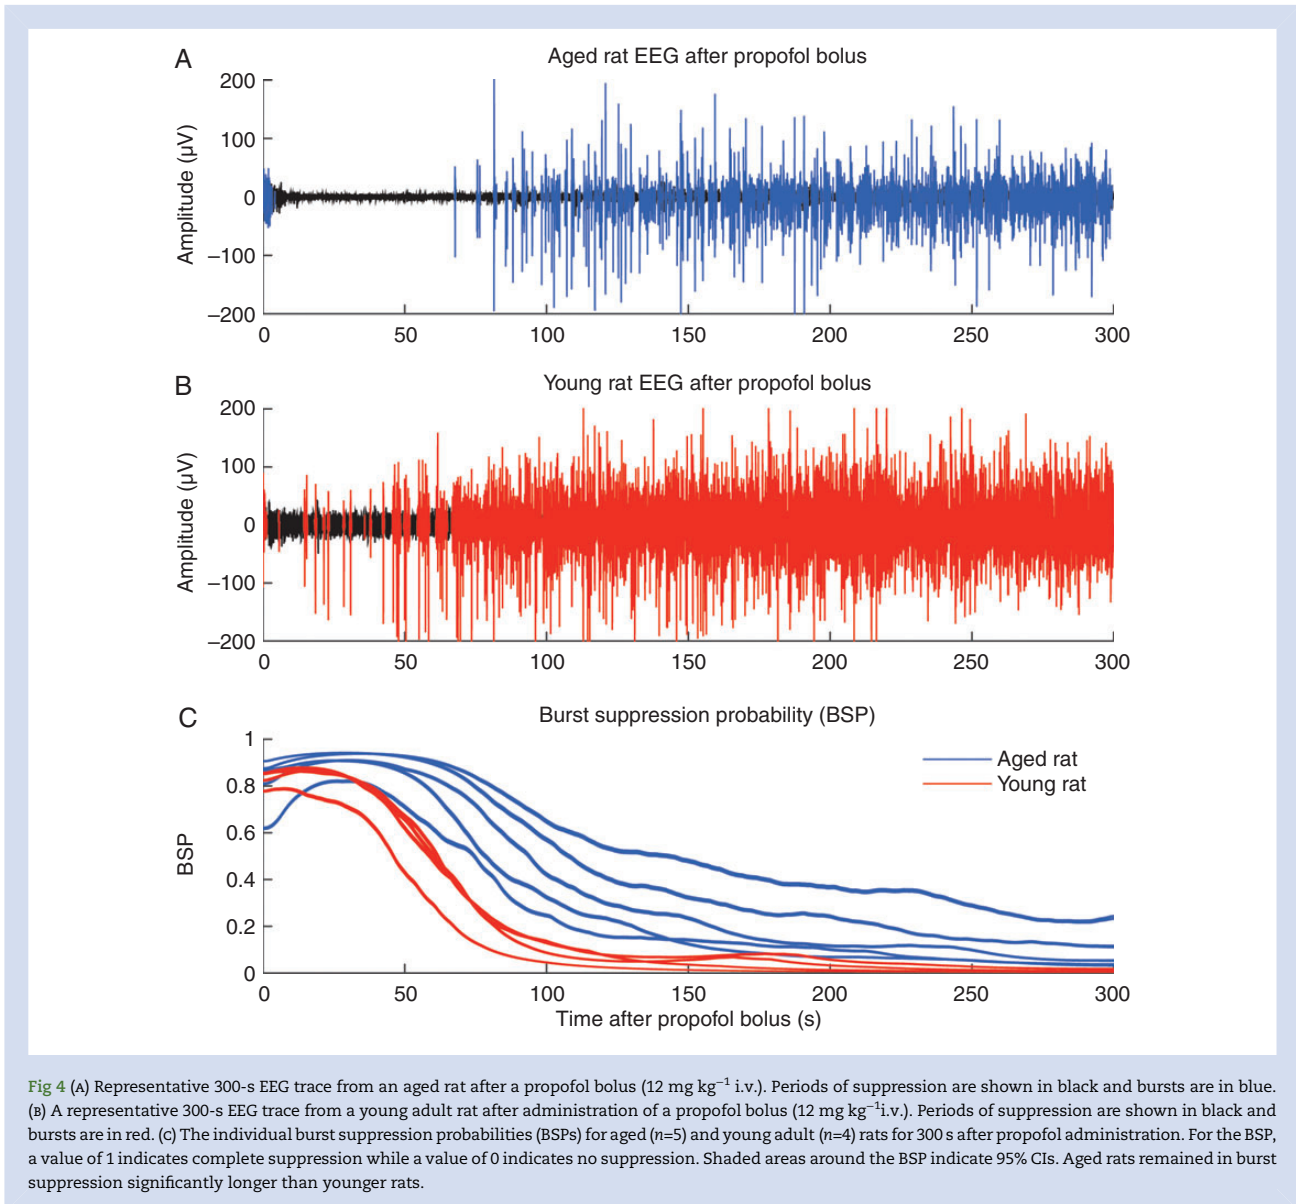 A
Aged rat EEG after propofol bolus
Amplitude (µV)
200
100
0
−100
−200
0 50 100 150 200 250 300
B
Young rat EEG after propofol bolus
Amplitude (µV)
200
100
0
−100
−200
0 50 100 150 200 250 300
C
Burst suppression probability (BSP)
BSP
1
0.8
0.6
0.4
0.2
0
Aged rat
Young rat
0 50 100 150 200 250 300
Time after propofol bolus (s)
Fig 4 (A) Representative 300-s EEG trace from an aged rat after a propofol bolus (12 mg kg⁻¹ i.v.). Periods of suppression are shown in black and bursts are in blue.
(B) A representative 300-s EEG trace from a young adult rat after administration of a propofol bolus (12 mg kg⁻¹i.v.). Periods of suppression are shown in black and
bursts are in red. (C) The individual burst suppression probabilities (BSPs) for aged (n=5) and young adult (n=4) rats for 300 s after propofol administration. For the BSP,
a value of 1 indicates complete suppression while a value of 0 indicates no suppression. Shaded areas around the BSP indicate 95% CIs. Aged rats remained in burst
suppression significantly longer than younger rats.